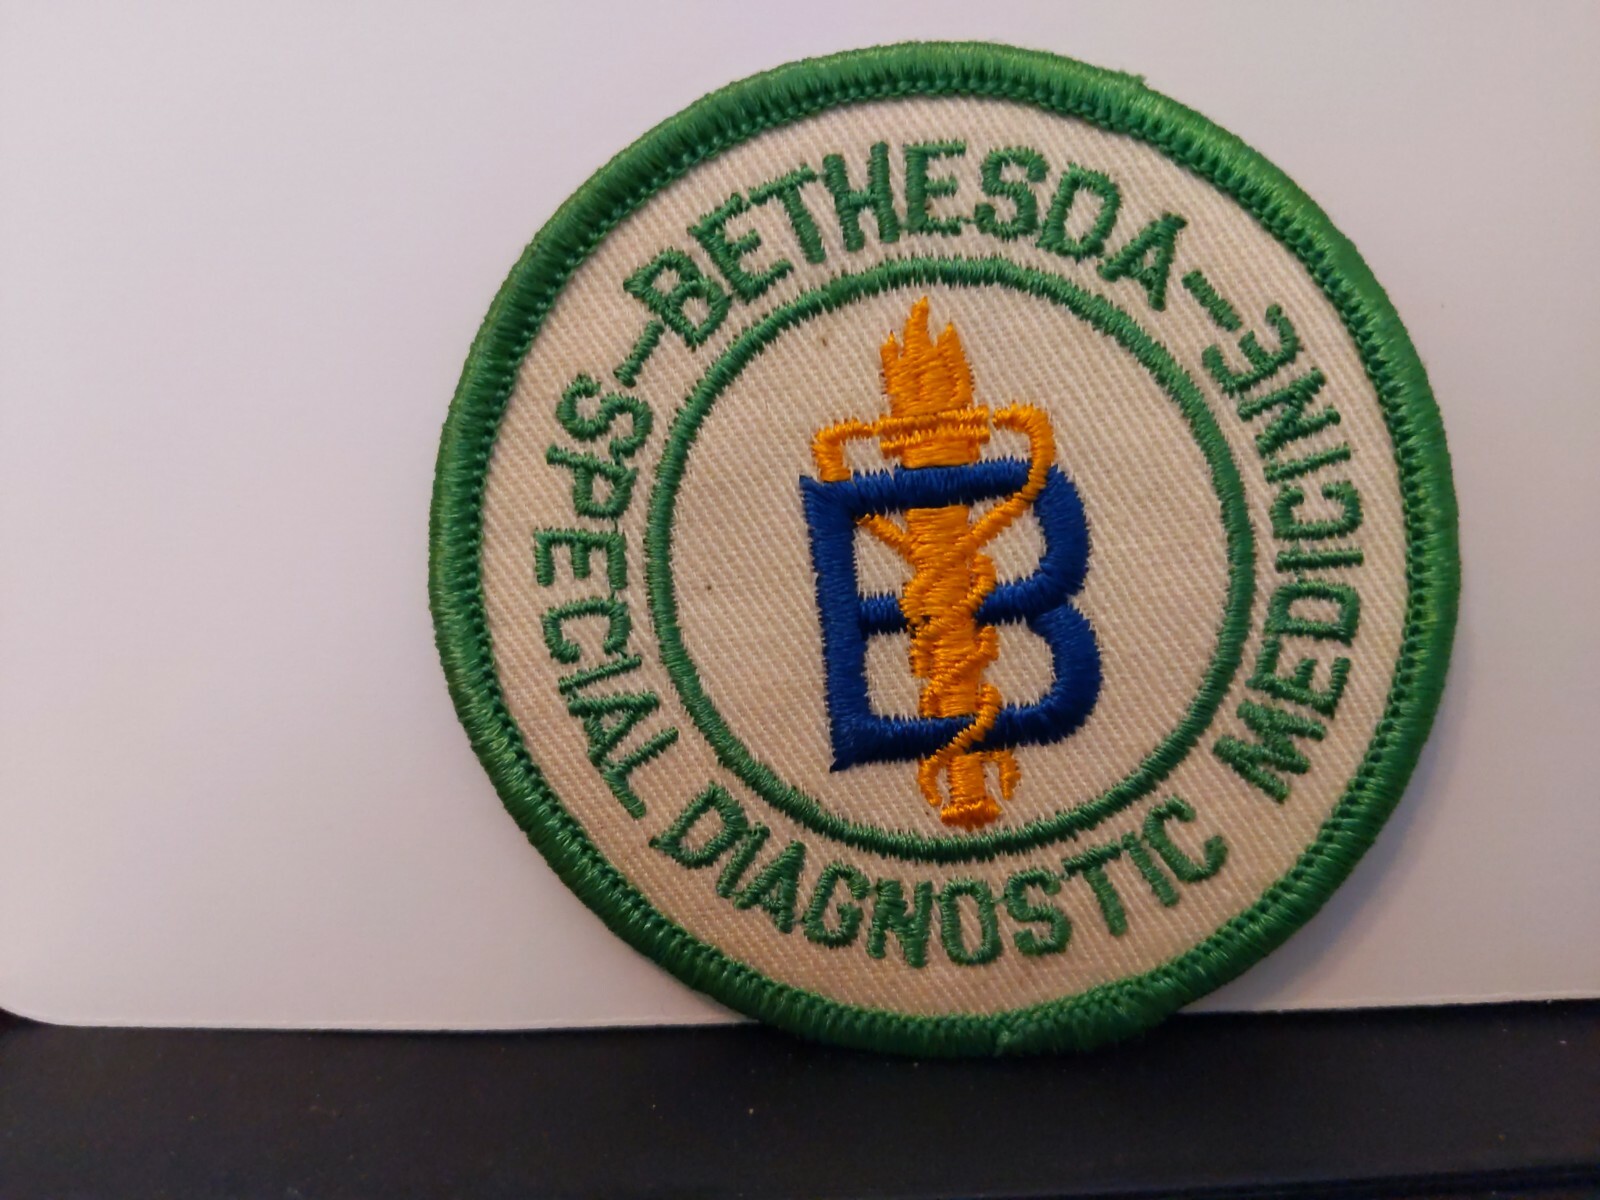 -BETHESDA-
-SPECIAL DIAGNOSTIC MEDICINE-
B